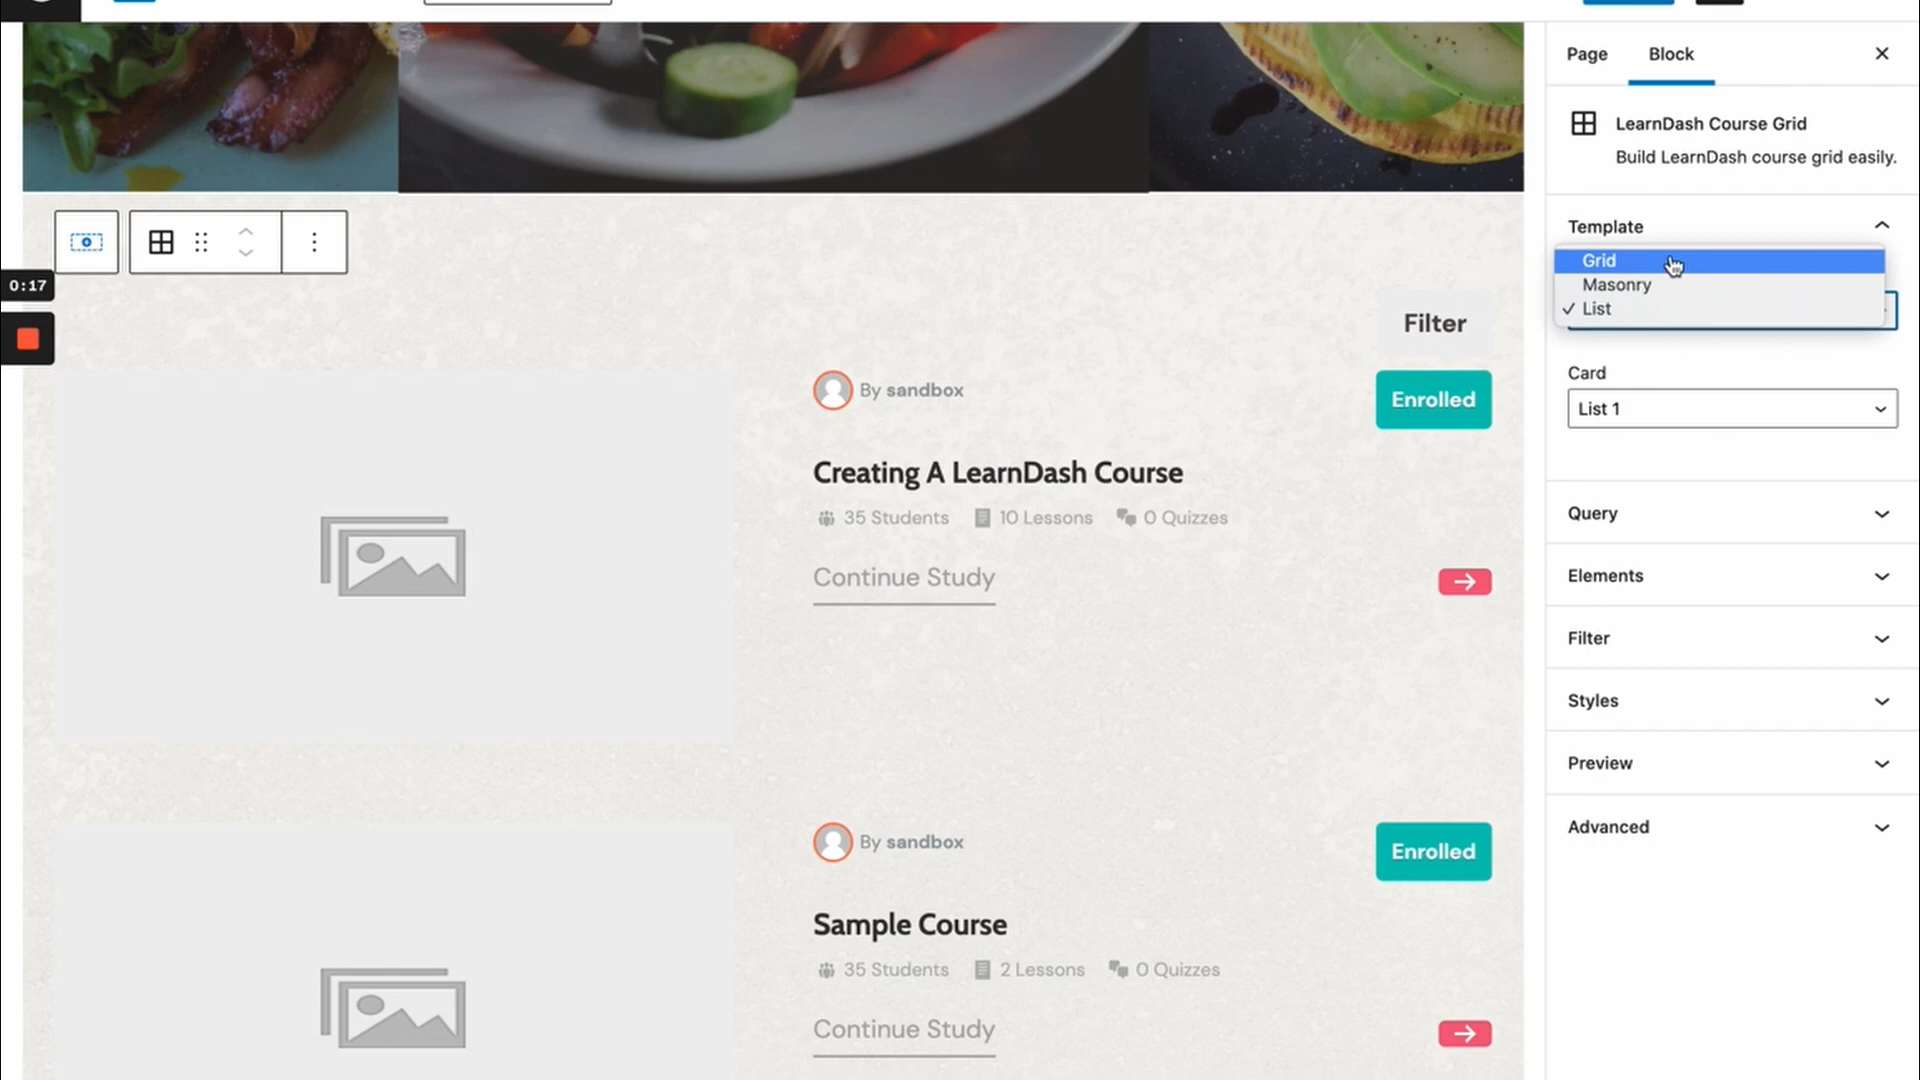 Page Block
LearnDash Course Grid
Build LearnDash course grid easily.
Template
Grid
Masonry
List
0:17
Filter
Card
List 1
By sandbox
Enrolled
Creating A LearnDash Course
35 Students 10 Lessons 0 Quizzes
Continue Study
Query
Elements
Filter
Styles
Preview
Advanced
By sandbox
Enrolled
Sample Course
35 Students 2 Lessons 0 Quizzes
Continue Study